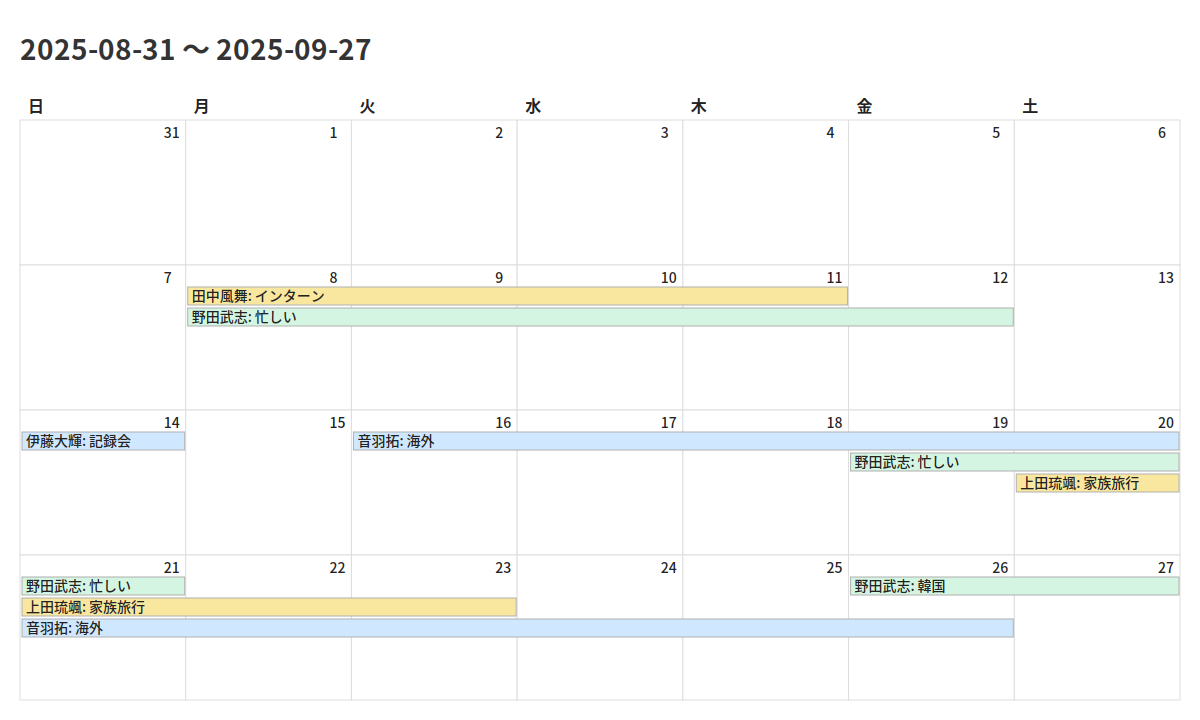 2025-08-31 〜 2025-09-27
日 月 火 水 木 金 土
31 1 2 3 4 5 6
7 8 9 10 11 12 13
田中風舞: インターン
野田武志: 忙しい
14 15 16 17 18 19 20
伊藤大輝: 記録会 音羽拓: 海外
野田武志: 忙しい
上田琉颯: 家族旅行
21 22 23 24 25 26 27
野田武志: 忙しい 野田武志: 韓国
上田琉颯: 家族旅行
音羽拓: 海外